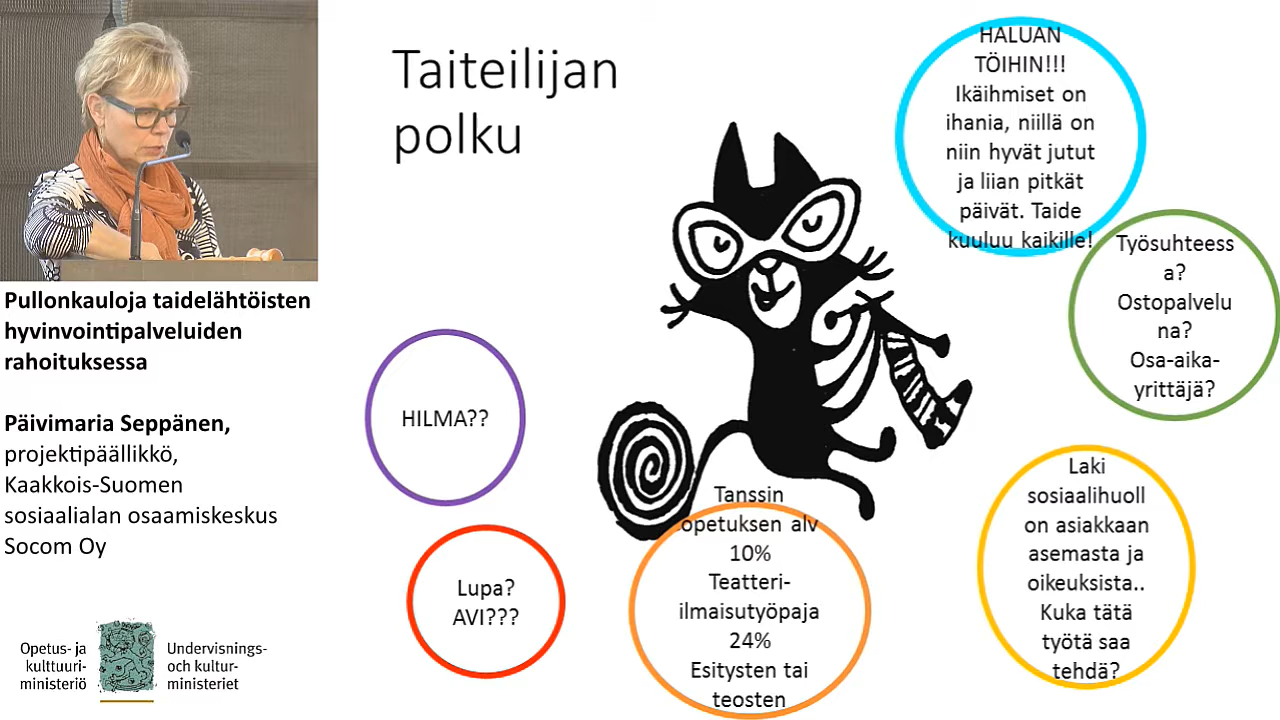 Taiteilijan
polku
HALUAN
TÖIHIN!!!
Ikäihmiset on
ihania, niillä on
niin hyvät jutut
ja liian pitkät
päivät. Taide
kuuluu kaikille!
Työsuhteess
a?
Ostopalvelu
na?
Osa-aika-
yrittäjä?
Laki
sosiaalihuoll
on asiakkaan
asemasta ja
oikeuksista..
Kuka tätä
työtä saa
tehdä?
Tanssin
opetuksen alv
10%
Teatteri-
ilmaisutyöpaja
24%
Esitysten tai
teosten
Lupa?
AVI???
HILMA??
Pullonkauloja taidelähtöisten
hyvinvointipalveluiden
rahoituksessa
Päivimaria Seppänen,
projektipäällikkö,
Kaakkois-Suomen
sosiaalialan osaamiskeskus
Socom Oy
Opetus- ja
kulttuuri-
ministeriö
Undervisnings-
och kultur-
ministeriet